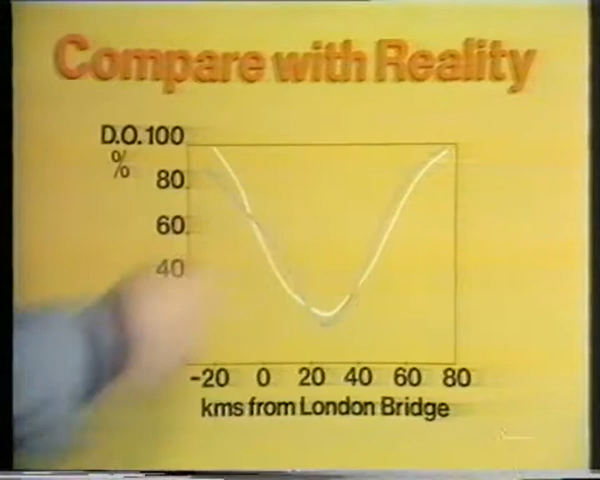 Compare with Reality
D.O. 100
%
80
60
40
-20 0 20 40 60 80
kms from London Bridge